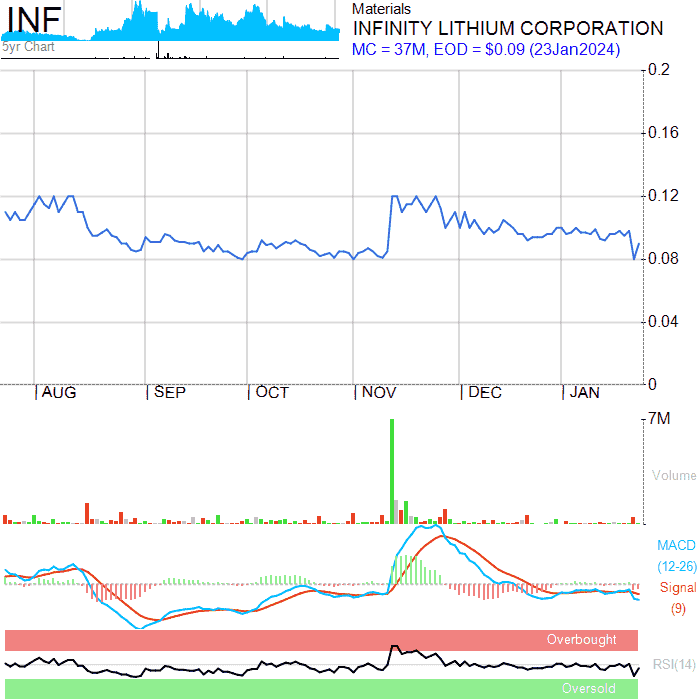 INF
5yr Chart
Materials
INFINITY LITHIUM CORPORATION
MC = 37M, EOD = $0.09 (23Jan2024)
0.2
0.16
0.12
0.08
0.04
0
AUG SEP OCT NOV DEC JAN
7M
Volume
MACD
(12-26)
Signal
(9)
Overbought
RSI(14)
Oversold